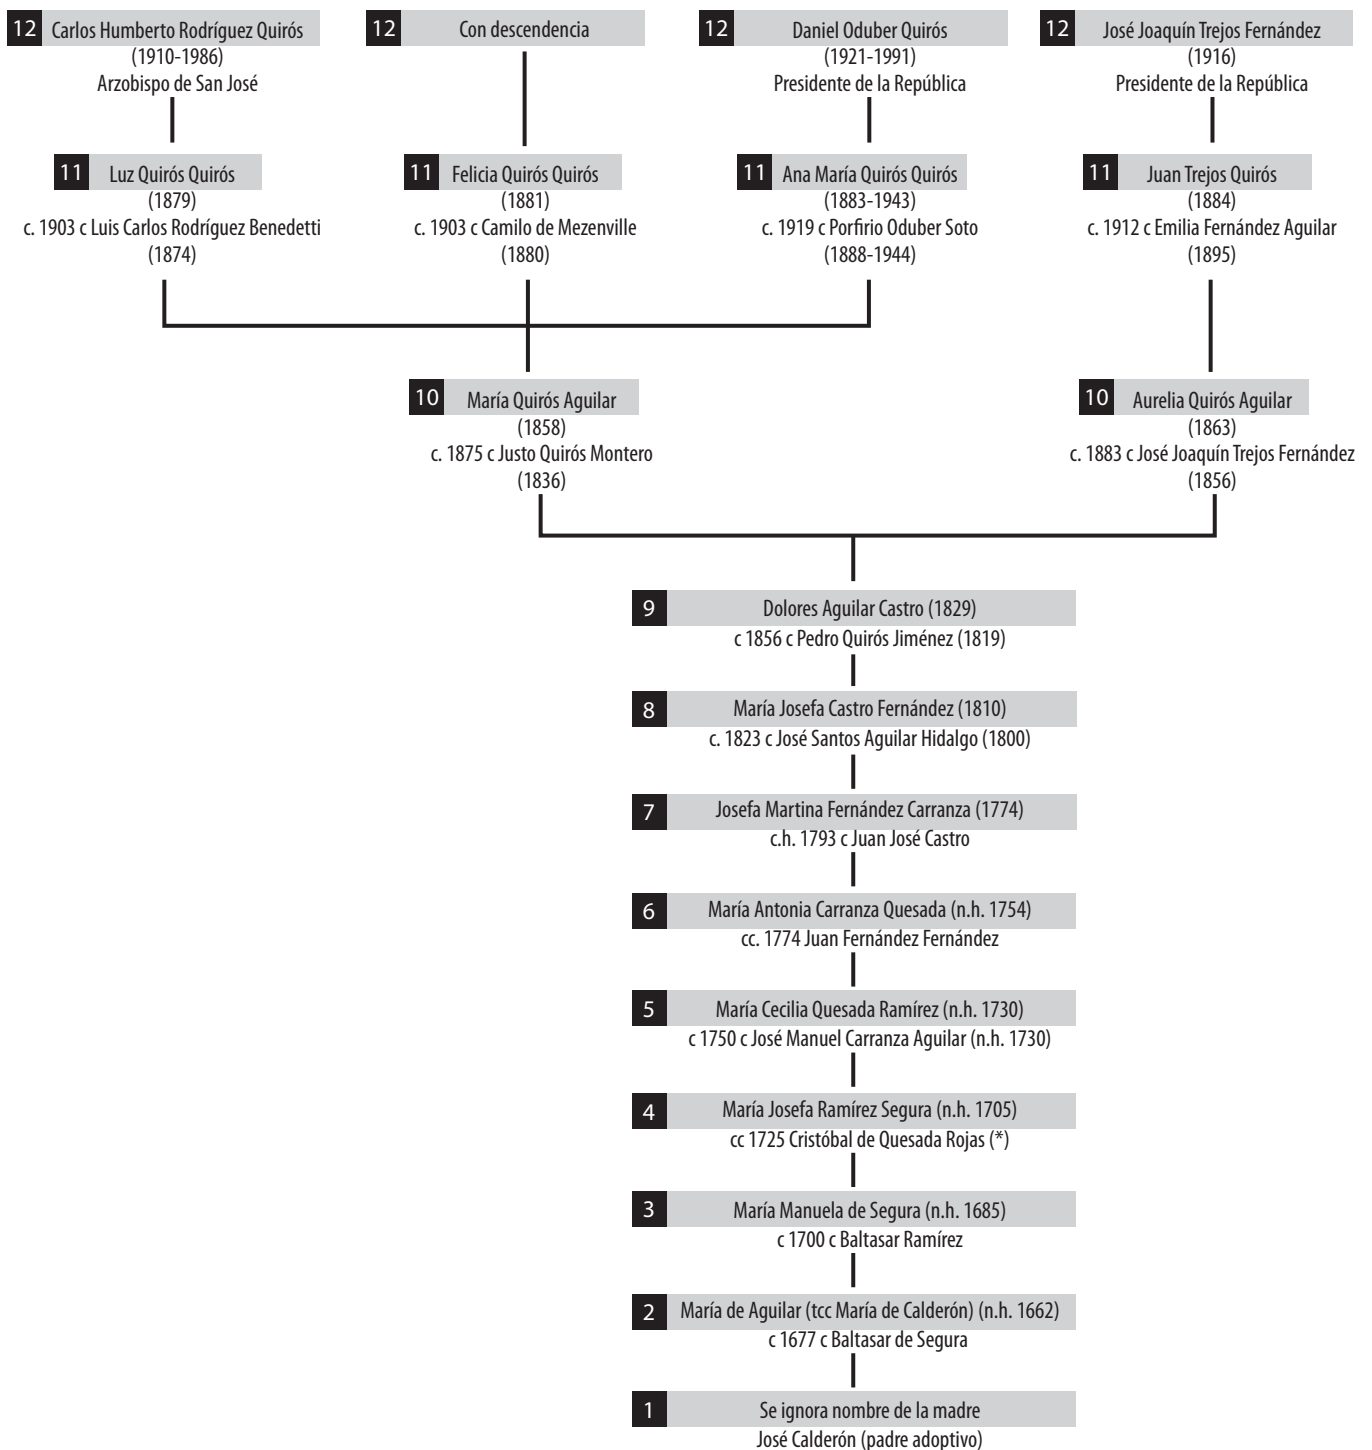 12 Carlos Humberto Rodríguez Quirós
(1910-1986)
Arzobispo de San José
12 Con descendencia
12 Daniel Oduber Quirós
(1921-1991)
Presidente de la República
12 José Joaquín Trejos Fernández
(1916)
Presidente de la República
11 Luz Quirós Quirós
(1879)
c. 1903 c Luis Carlos Rodríguez Benedetti
(1874)
11 Felicia Quirós Quirós
(1881)
c. 1903 c Camilo de Mezenville
(1880)
11 Ana María Quirós Quirós
(1883-1943)
c. 1919 c Porfirio Oduber Soto
(1888-1944)
11 Juan Trejos Quirós
(1884)
c. 1912 c Emilia Fernández Aguilar
(1895)
10 María Quirós Aguilar
(1858)
c. 1875 c Justo Quirós Montero
(1836)
10 Aurelia Quirós Aguilar
(1863)
c. 1883 c José Joaquín Trejos Fernández
(1856)
9 Dolores Aguilar Castro (1829)
c 1856 c Pedro Quirós Jiménez (1819)
8 María Josefa Castro Fernández (1810)
c. 1823 c José Santos Aguilar Hidalgo (1800)
7 Josefa Martina Fernández Carranza (1774)
c.h. 1793 c Juan José Castro
6 María Antonia Carranza Quesada (n.h. 1754)
cc. 1774 Juan Fernández Fernández
5 María Cecilia Quesada Ramírez (n.h. 1730)
c 1750 c José Manuel Carranza Aguilar (n.h. 1730)
4 María Josefa Ramírez Segura (n.h. 1705)
cc 1725 Cristóbal de Quesada Rojas (*)
3 María Manuela de Segura (n.h. 1685)
c 1700 c Baltasar Ramírez
2 María de Aguilar (tcc María de Calderón) (n.h. 1662)
c 1677 c Baltasar de Segura
1 Se ignora nombre de la madre
José Calderón (padre adoptivo)